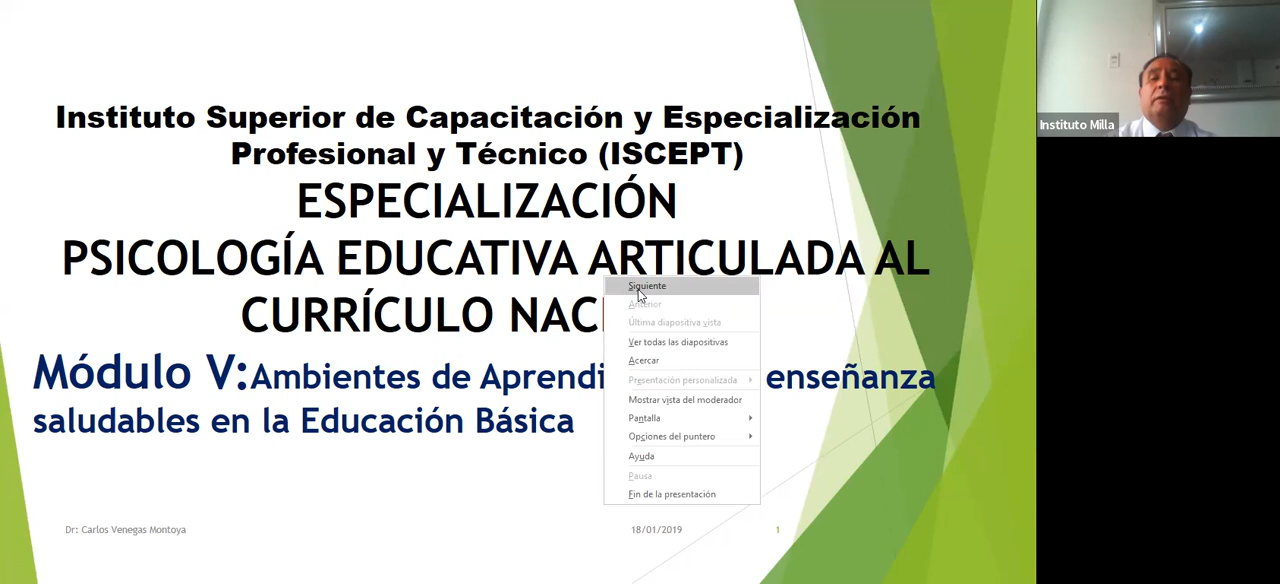 Instituto Superior de Capacitación y Especialización
Profesional y Técnico (ISCEPT)
ESPECIALIZACIÓN
PSICOLOGÍA EDUCATIVA ARTICULADA AL
CURRÍCULO
Módulo V: Ambientes de enseñanza
saludables en la Educación Básica
Siguiente
Anterior
Última diapositiva vista
Ver todas las diapositivas
Acercar
Presentación personalizada
Mostrar vista del moderador
Pantalla
Opciones del puntero
Ayuda
Pausa
Fin de la presentación
Dr: Carlos Venegas Montoya
18/01/2019
1
Instituto Milla